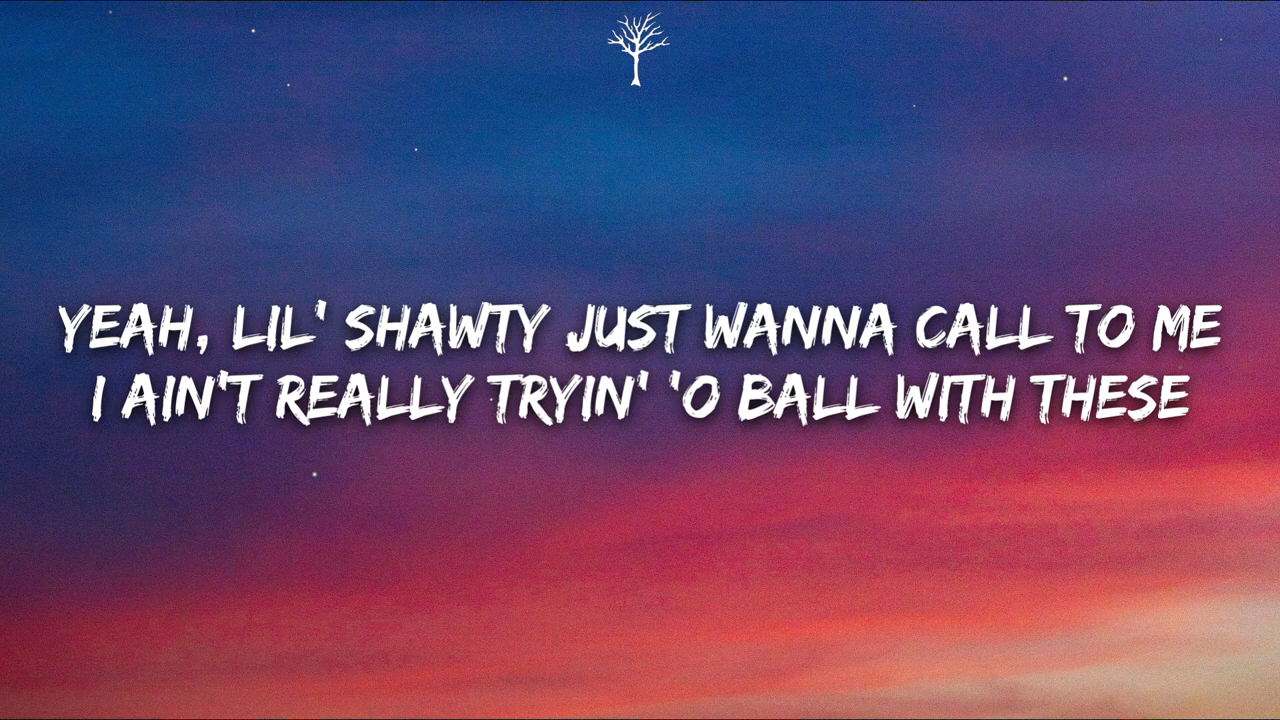 YEAH, LIL' SHAWTY JUST WANNA CALL TO ME
I AIN'T REALLY TRYIN' 'O BALL WITH THESE